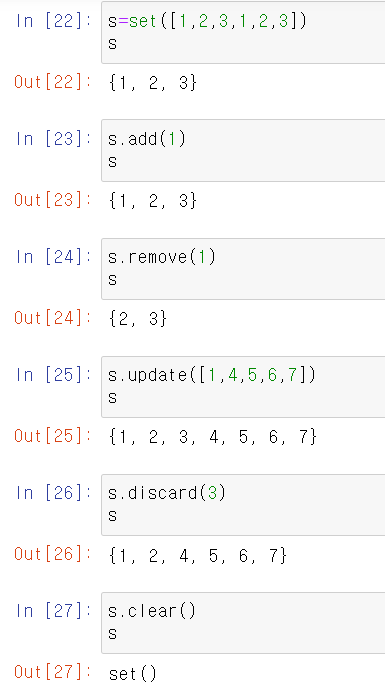 In [22]: s=set([1,2,3,1,2,3])
s
Out[22]: {1, 2, 3}
In [23]: s.add(1)
s
Out[23]: {1, 2, 3}
In [24]: s.remove(1)
s
Out[24]: {2, 3}
In [25]: s.update([1,4,5,6,7])
s
Out[25]: {1, 2, 3, 4, 5, 6, 7}
In [26]: s.discard(3)
s
Out[26]: {1, 2, 4, 5, 6, 7}
In [27]: s.clear()
s
Out[27]: set()